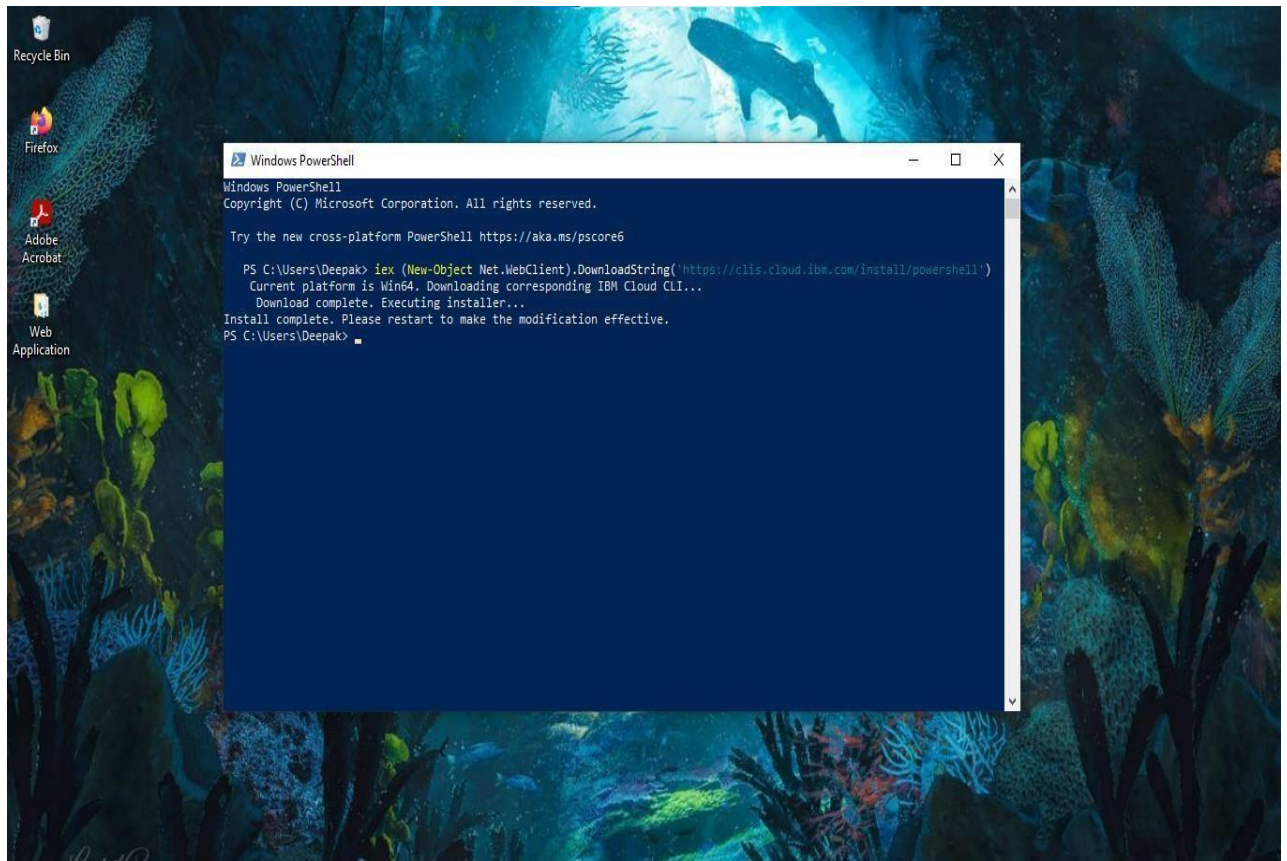 Recycle Bin
Firefox
Adobe
Acrobat
Web
Application
Windows PowerShell
Windows PowerShell
Copyright (C) Microsoft Corporation. All rights reserved.
Try the new cross-platform PowerShell https://aka.ms/pscore6
PS C:\Users\Deepak> iex (New-Object Net.WebClient).DownloadString('https://clis.cloud.ibm.com/install/powershell')
Current platform is Win64. Downloading corresponding IBM Cloud CLI...
Download complete. Executing installer...
Install complete. Please restart to make the modification effective.
PS C:\Users\Deepak>